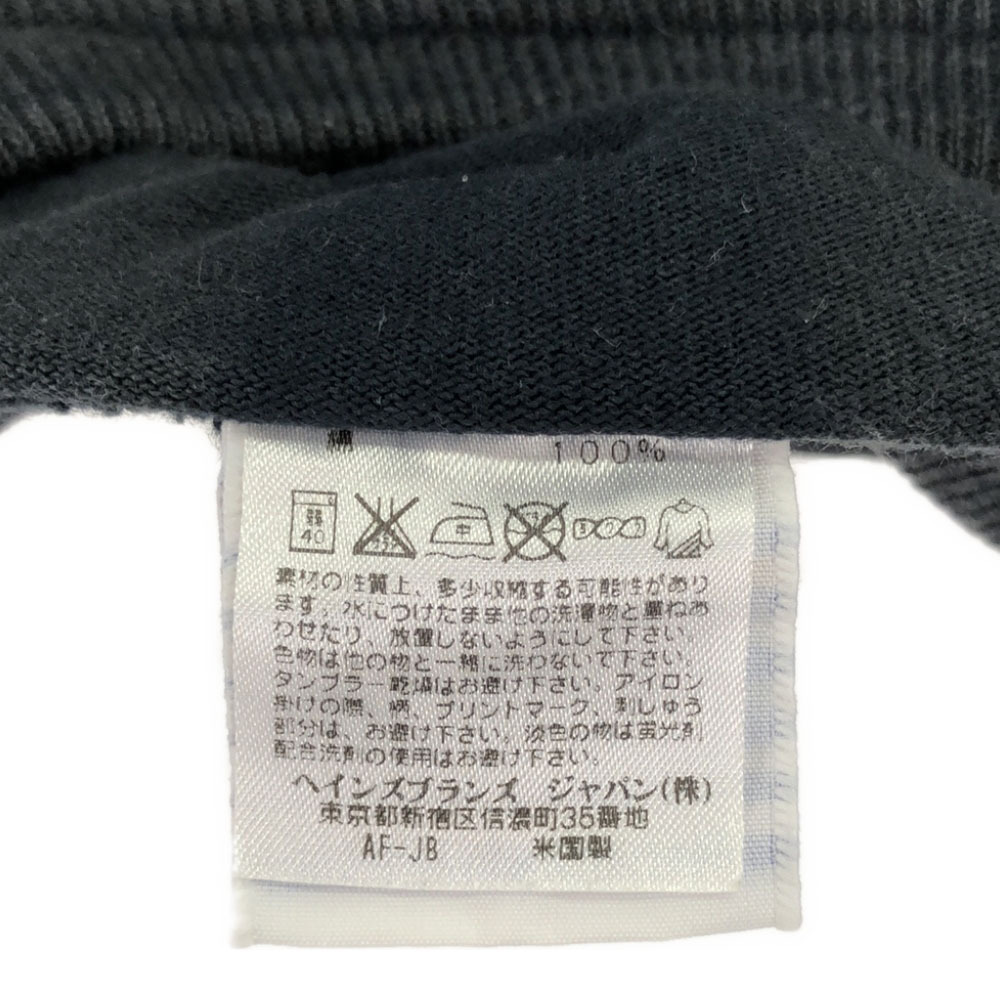 綿 100%
弱
40
中
素材の性質上、多少収縮する可能性があり
ます。水につけたまま他の洗濯物と重ねあ
わせたり、放置しないようにして下さい。
色物は他の物と一緒に洗わないで下さい。
タンブラー乾燥はお避け下さい。アイロン
掛けの際、柄、プリントマーク、刺しゅう
部分は、お避け下さい。淡色の物は蛍光剤
配合洗剤の使用はお避け下さい。
ヘインズブランズ ジャパン(株)
東京都新宿区信濃町35番地
AF-JB 米国製